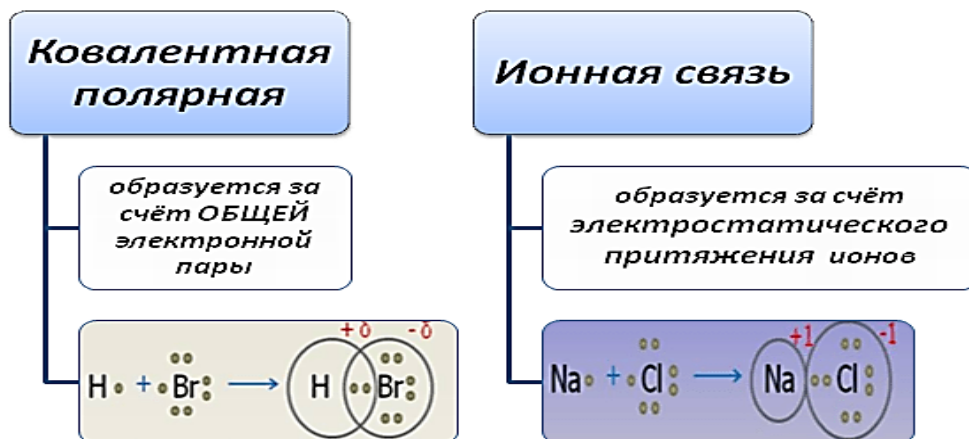 Ковалентная
полярная
образуется за
счёт ОБЩЕЙ
электронной
пары
+δ -δ
H + Br → H Br
Ионная связь
образуется за счёт
электростатического
притяжения ионов
+1 -1
Na + Cl → Na Cl